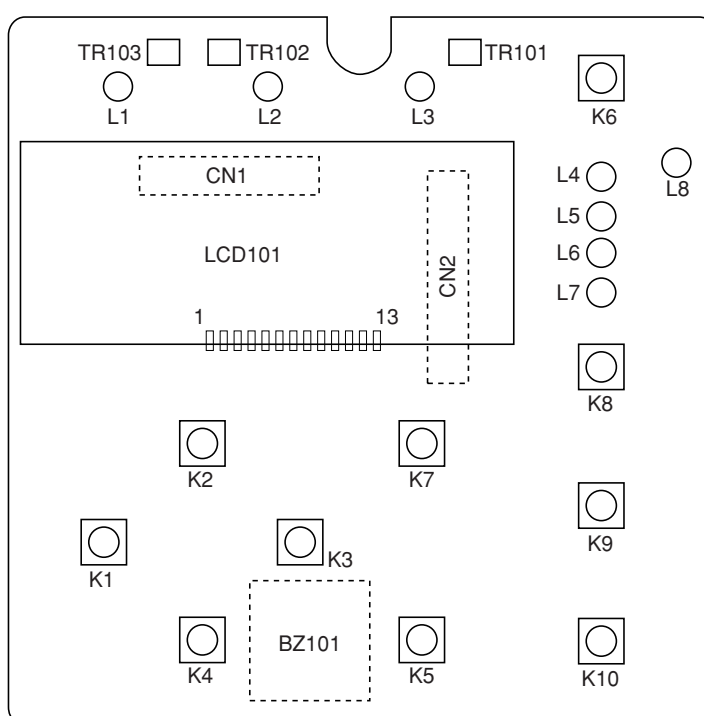 TR103 TR102 TR101
L1 L2 L3 K6
CN1 L4 L8
L5
LCD101 CN2 L6
L7
1 13
K8
K2 K7
K9
K1 K3
BZ101
K4 K5 K10